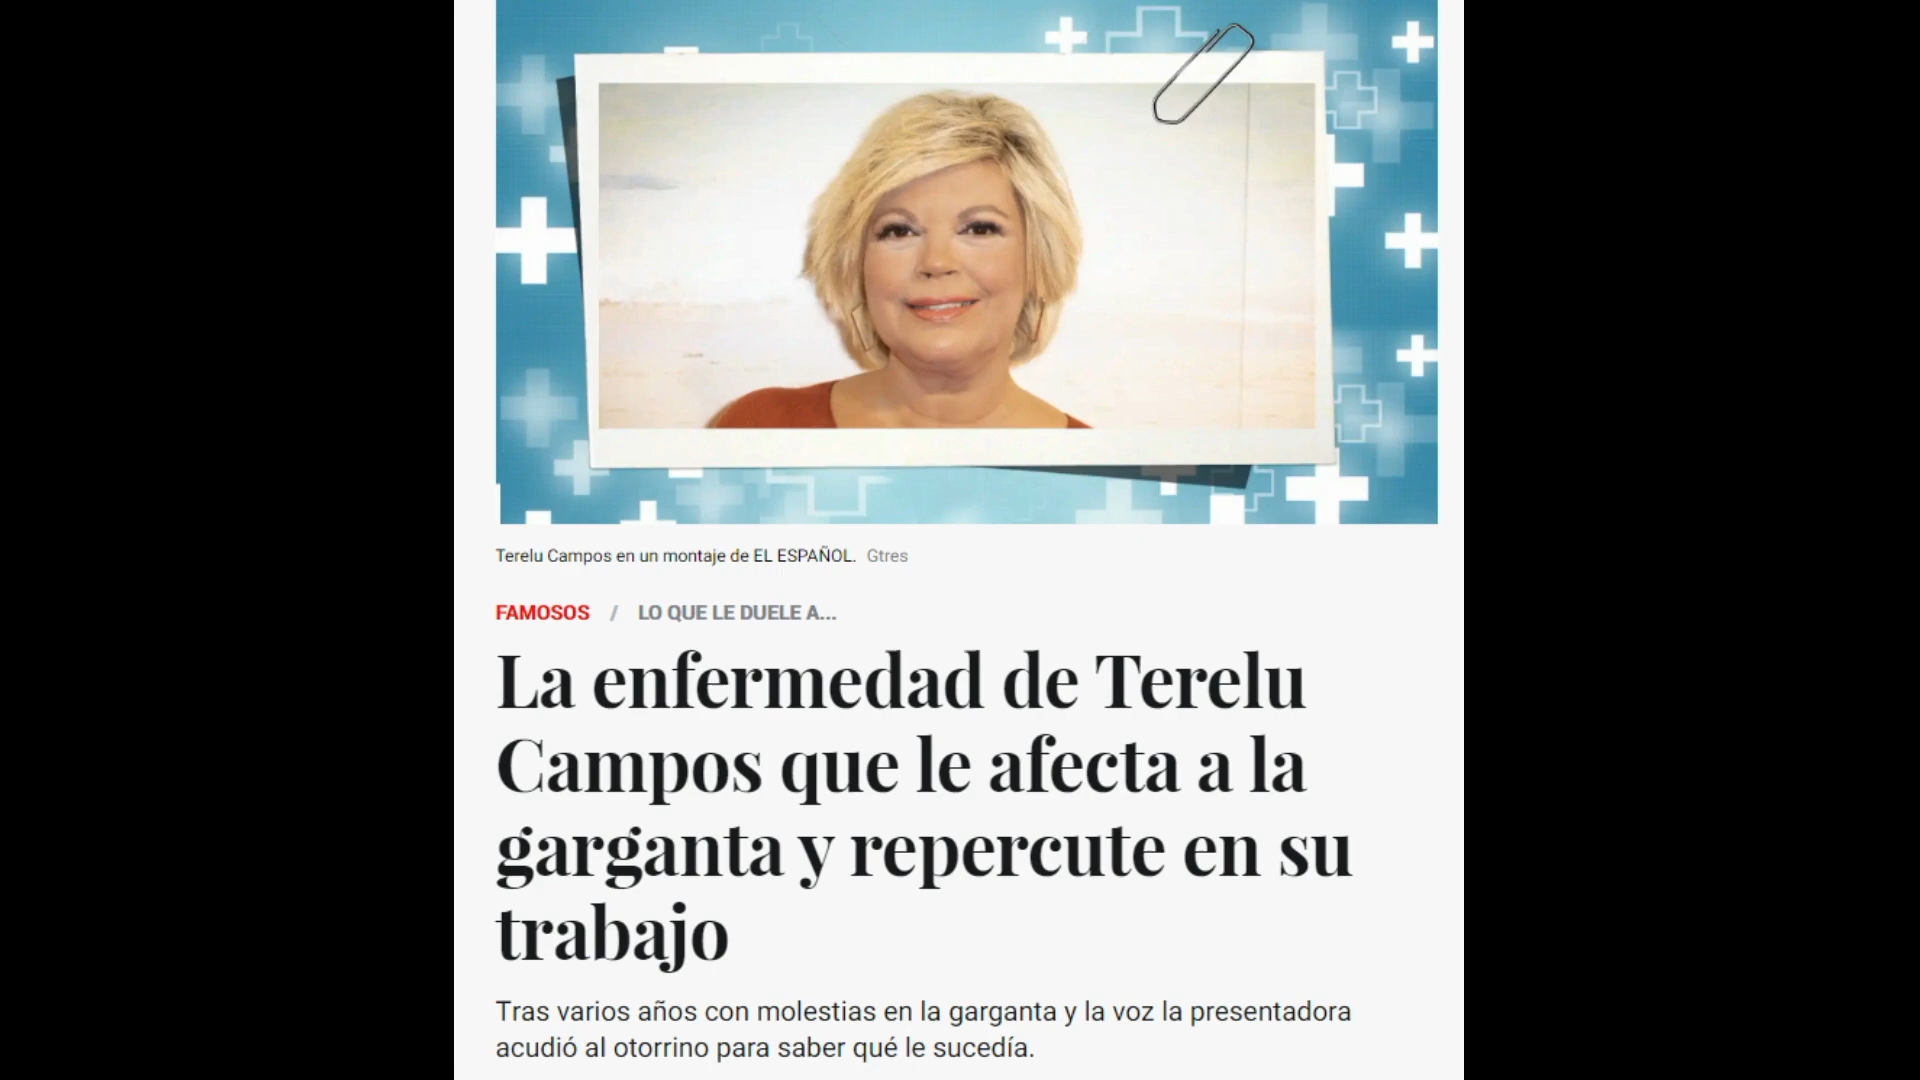 Terelu Campos en un montaje de EL ESPAÑOL. Gtres
FAMOSOS / LO QUE LE DUELE A...
La enfermedad de Terelu
Campos que le afecta a la
garganta y repercute en su
trabajo
Tras varios años con molestias en la garganta y la voz la presentadora
acudió al otorrino para saber qué le sucedía.